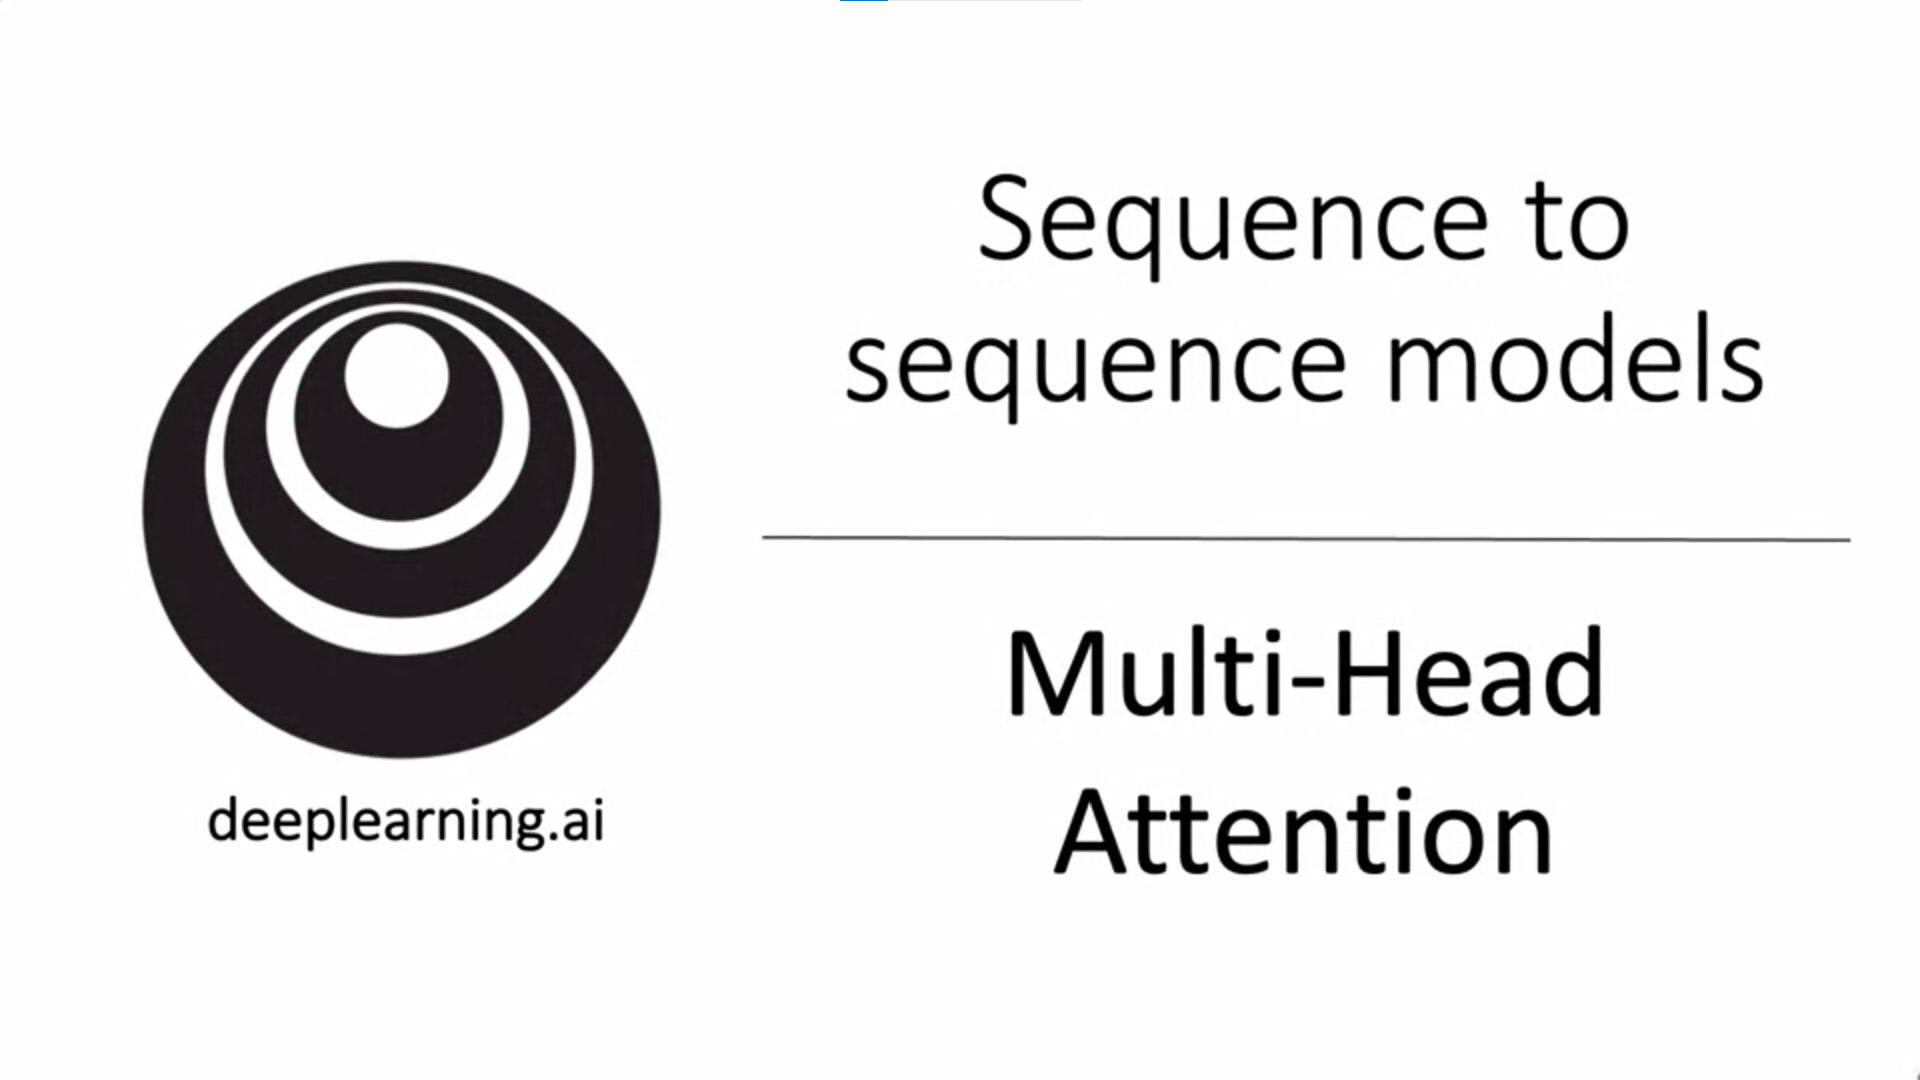 Sequence to
sequence models
Multi-Head
Attention
deeplearning.ai